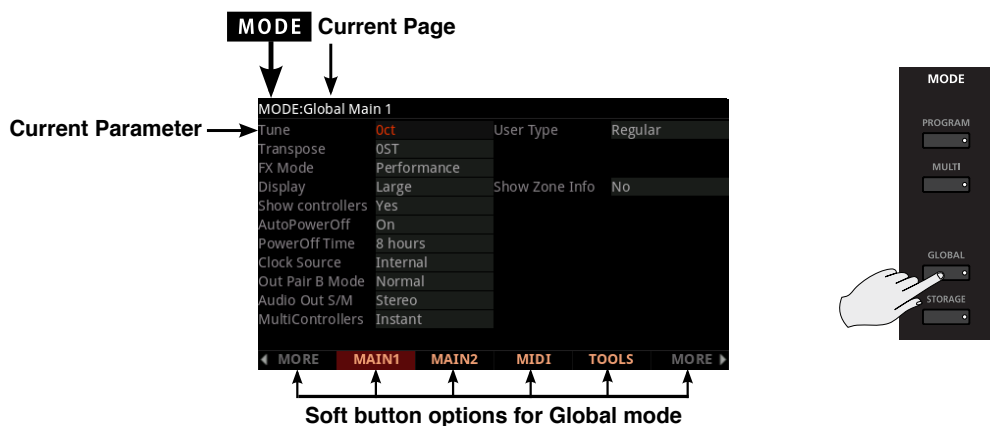 MODE Current Page
MODE:Global Main 1
Current Parameter
Tune 0ct User Type Regular
Transpose 0ST
FX Mode Performance
Display Large Show Zone Info No
Show controllers Yes
AutoPowerOff On
PowerOff Time 8 hours
Clock Source Internal
Out Pair B Mode Normal
Audio Out S/M Stereo
MultiControllers Instant
MORE MAIN1 MAIN2 MIDI TOOLS MORE
Soft button options for Global mode
MODE
PROGRAM
MULTI
GLOBAL
STORAGE